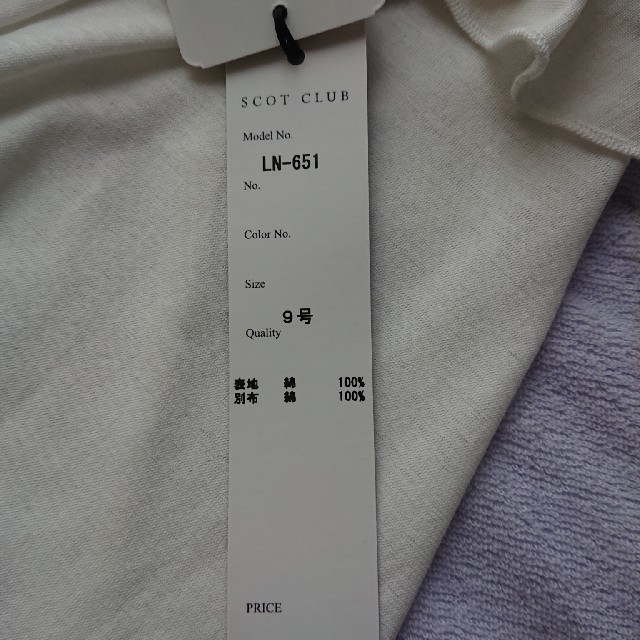 SCOT CLUB
Model No.
LN-651
No.
Color No.
Size
9号
Quality
表地 綿 100%
別布 綿 100%
PRICE